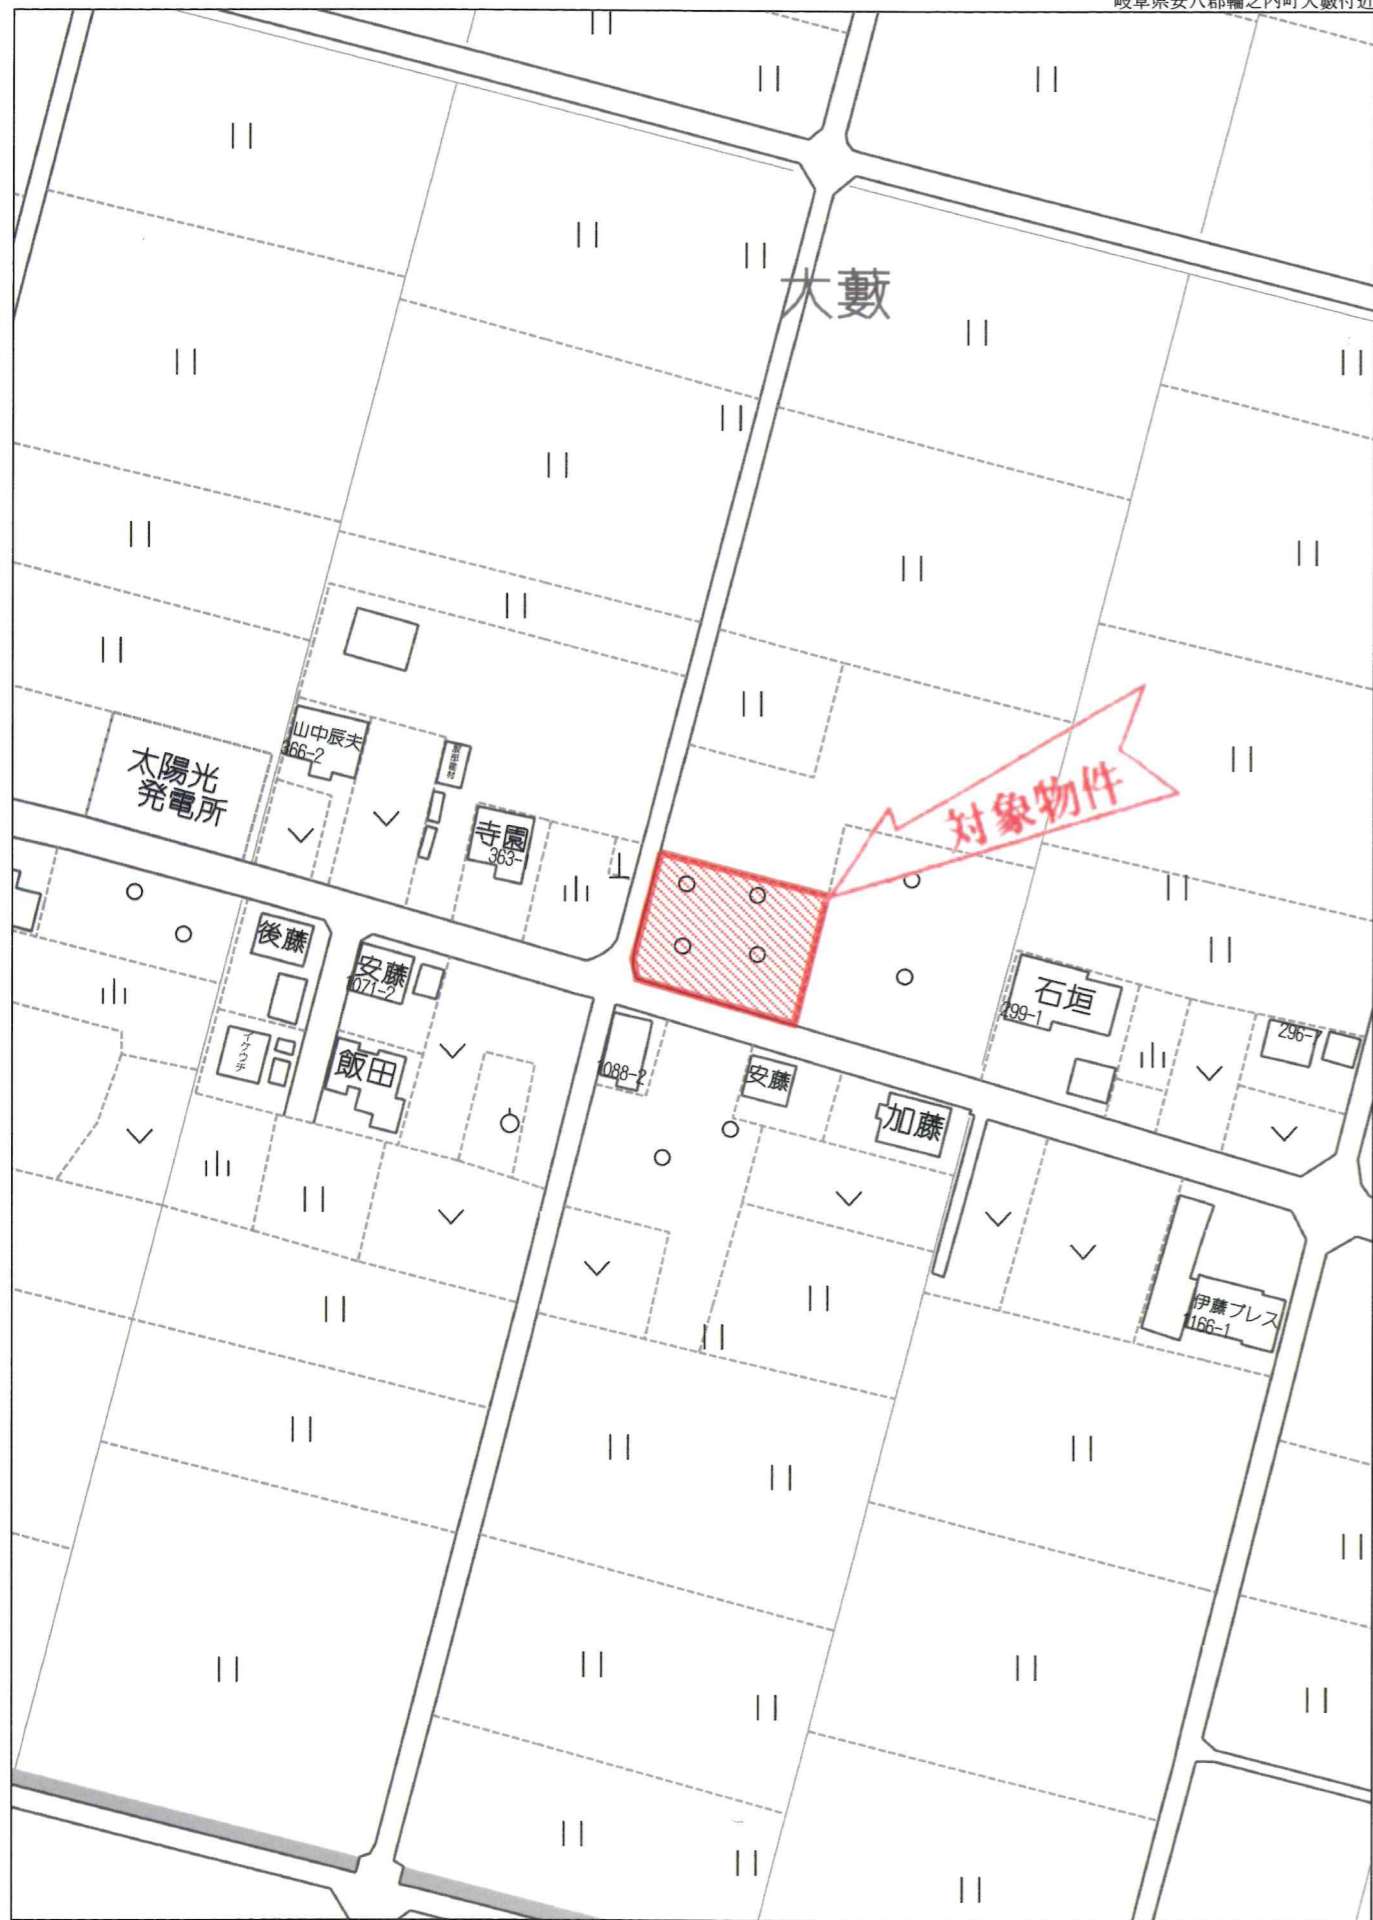 岐阜県安八郡輪之内町大藪付近
大藪
対象物件
山中辰夫
366-2
太陽光
発電所
寺園
363-
後藤
安藤
1071-2
イケウチ
飯田
1088-2
安藤
加藤
石垣
299-1
296-7
伊藤プレス
1166-1